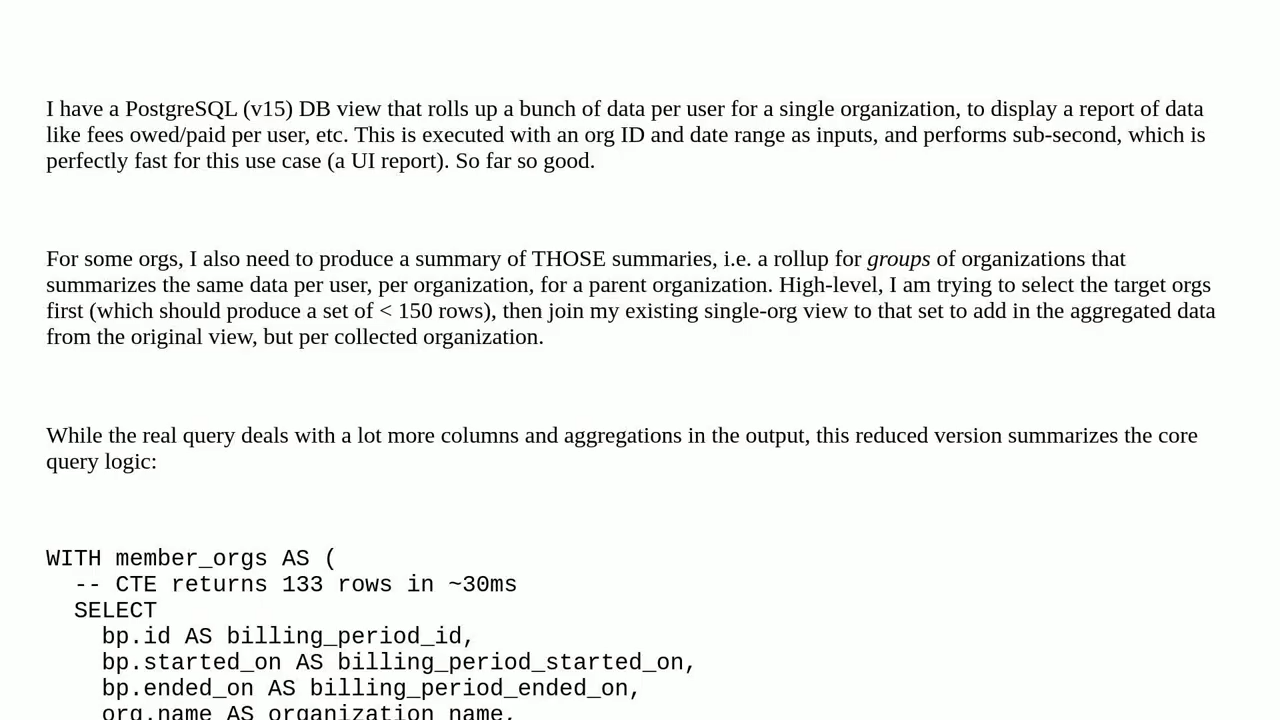 I have a PostgreSQL (v15) DB view that rolls up a bunch of data per user for a single organization, to display a report of data
like fees owed/paid per user, etc. This is executed with an org ID and date range as inputs, and performs sub-second, which is
perfectly fast for this use case (a UI report). So far so good.
For some orgs, I also need to produce a summary of THOSE summaries, i.e. a rollup for groups of organizations that
summarizes the same data per user, per organization, for a parent organization. High-level, I am trying to select the target orgs
first (which should produce a set of < 150 rows), then join my existing single-org view to that set to add in the aggregated data
from the original view, but per collected organization.
While the real query deals with a lot more columns and aggregations in the output, this reduced version summarizes the core
query logic:
WITH member_orgs AS (
  -- CTE returns 133 rows in ~30ms
  SELECT
    bp.id AS billing_period_id,
    bp.started_on AS billing_period_started_on,
    bp.ended_on AS billing_period_ended_on,
    org.name AS organization_name,